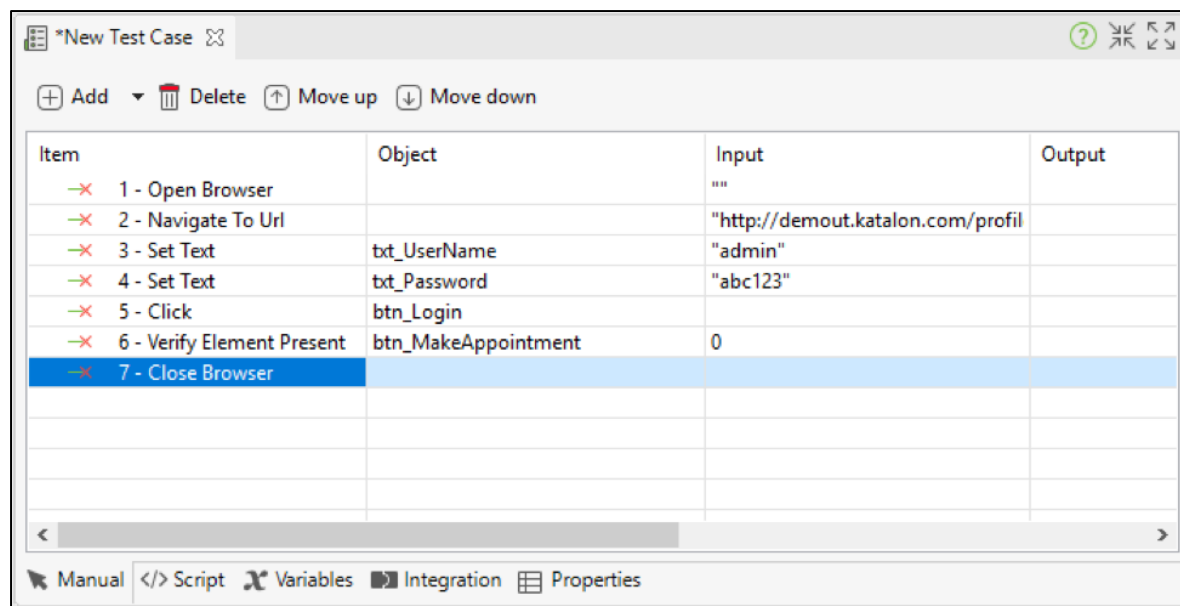 *New Test Case
Add Delete Move up Move down
Item Object Input Output
1 - Open Browser ""
2 - Navigate To Url "http://demout.katalon.com/profil
3 - Set Text txt_UserName "admin"
4 - Set Text txt_Password "abc123"
5 - Click btn_Login
6 - Verify Element Present btn_MakeAppointment 0
7 - Close Browser
Manual </> Script Variables Integration Properties